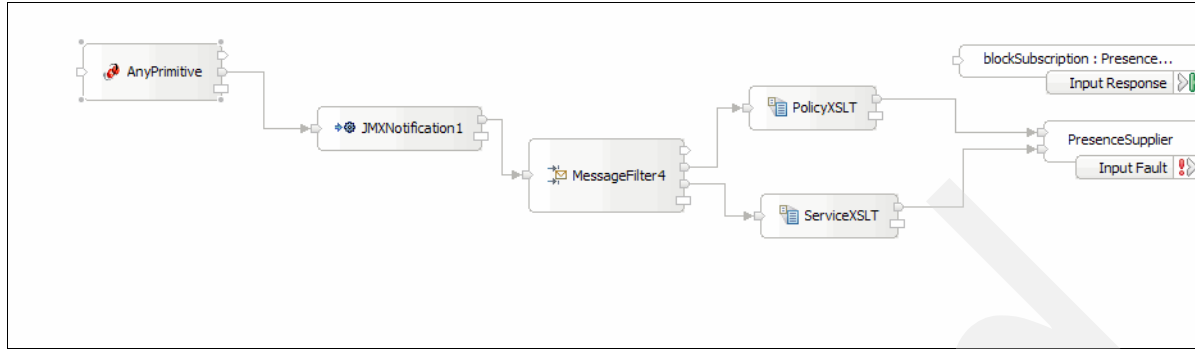 AnyPrimitive
JMXNotification1
MessageFilter4
PolicyXSLT
ServiceXSLT
blockSubscription : Presence...
Input Response
PresenceSupplier
Input Fault